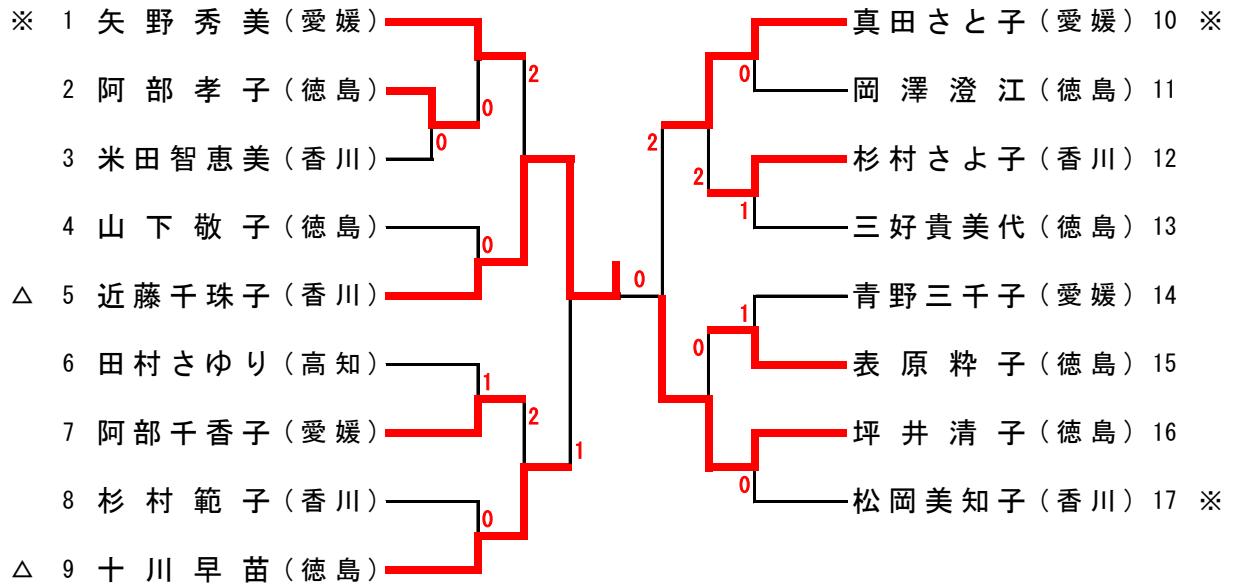 ※ 1 矢野秀美(愛媛)
2 阿部孝子(徳島)
3 米田智恵美(香川)
4 山下敬子(徳島)
△ 5 近藤千珠子(香川)
6 田村さゆり(高知)
7 阿部千香子(愛媛)
8 杉村範子(香川)
△ 9 十川早苗(徳島)
2
0
0
0
1
2
0
1
0
真田さと子(愛媛) 10 ※
岡澤澄江(徳島) 11
杉村さよ子(香川) 12
三好貴美代(徳島) 13
青野三千子(愛媛) 14
表原粋子(徳島) 15
坪井清子(徳島) 16
松岡美知子(香川) 17 ※
0
2
2
1
1
0
0